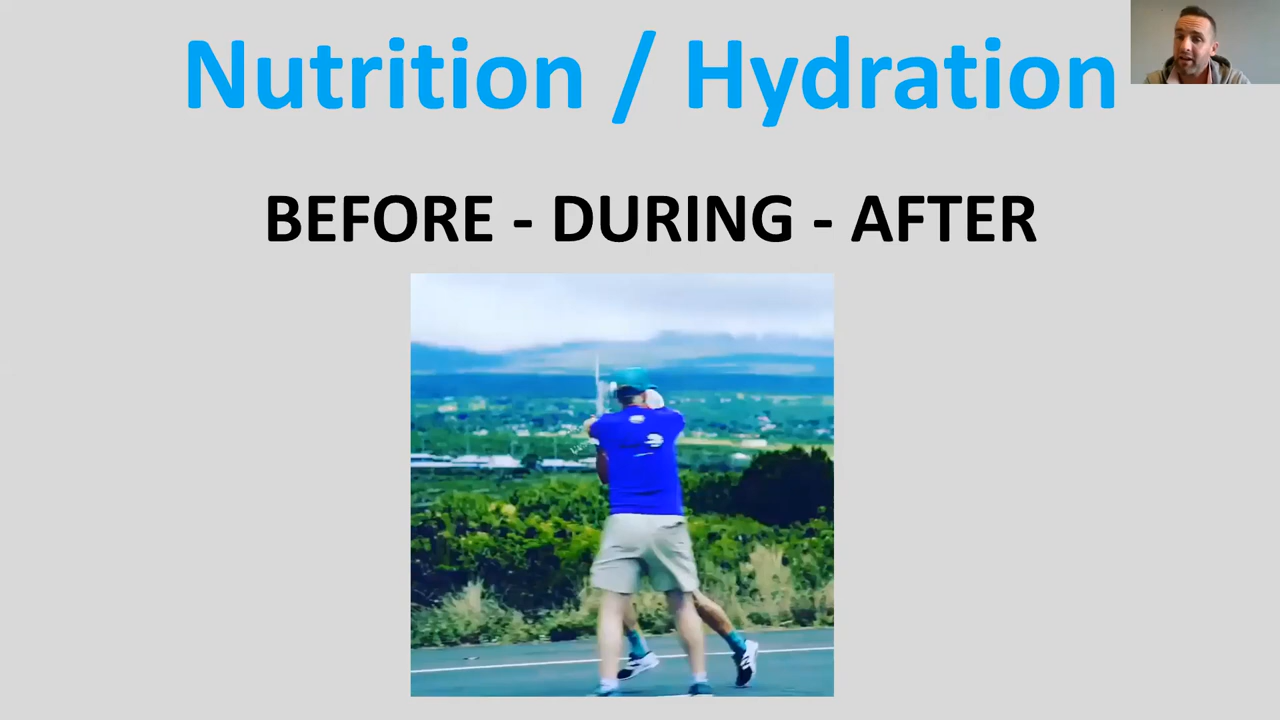 Nutrition / Hydration
BEFORE - DURING - AFTER